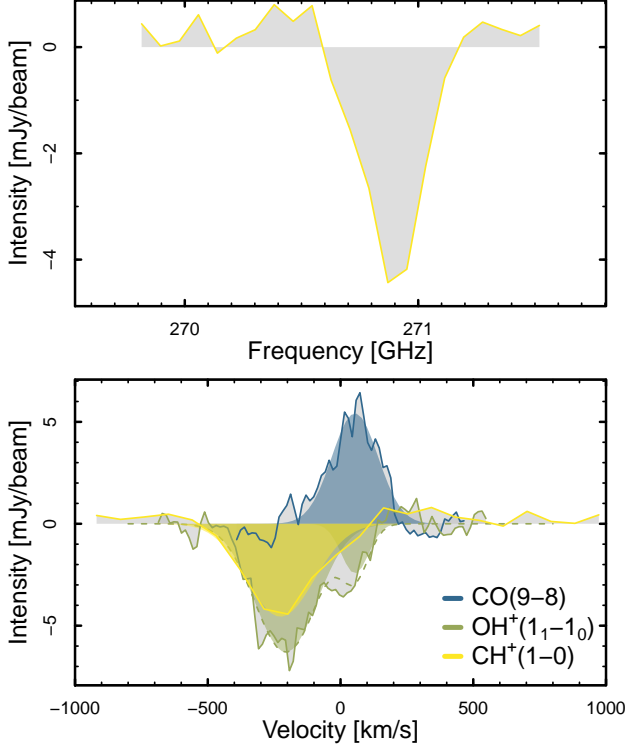 0
−2
−4
Intensity [mJy/beam]
270
271
Frequency [GHz]
5
0
−5
Intensity [mJy/beam]
CO(9−8)
OH⁺(1₁−1₀)
CH⁺(1−0)
−1000
−500
0
500
1000
Velocity [km/s]